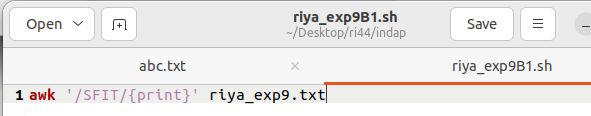 riya_exp9B1.sh
Open
Save
~/Desktop/ri44/indap
abc.txt
riya_exp9B1.sh
1 awk '/SFIT/{print}' riya_exp9.txt